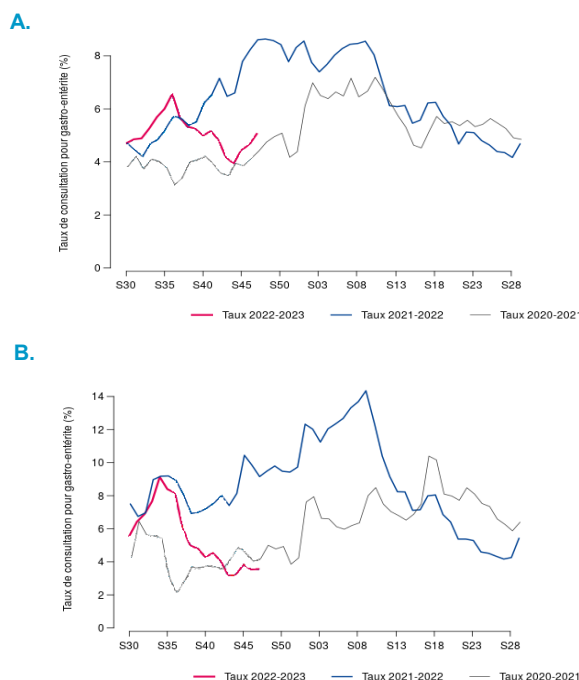 A.
Taux de consultation pour gastro-entérite (%)
8
6
4
2
0
S30 S35 S40 S45 S50 S03 S08 S13 S18 S23 S28
Taux 2022-2023 Taux 2021-2022 Taux 2020-2021
B.
Taux de consultation pour gastro-entérite (%)
14
12
10
8
6
4
2
0
S30 S35 S40 S45 S50 S03 S08 S13 S18 S23 S28
Taux 2022-2023 Taux 2021-2022 Taux 2020-2021